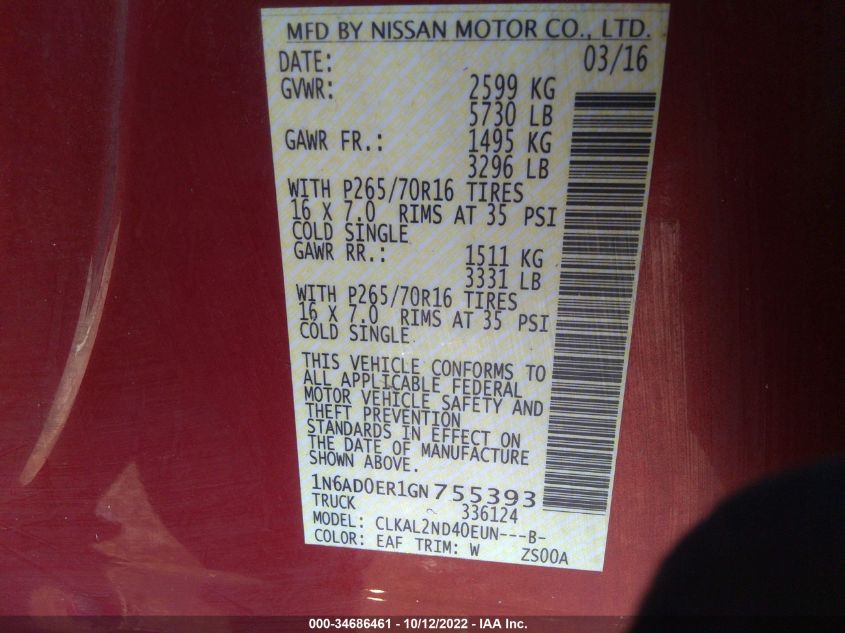 MFD BY NISSAN MOTOR CO., LTD.
DATE: 03/16
GVWR: 2599 KG
5730 LB
GAWR FR.: 1495 KG
3296 LB
WITH P265/70R16 TIRES
16 X 7.0 RIMS AT 35 PSI
COLD SINGLE
GAWR RR.: 1511 KG
3331 LB
WITH P265/70R16 TIRES
16 X 7.0 RIMS AT 35 PSI
COLD SINGLE
THIS VEHICLE CONFORMS TO
ALL APPLICABLE FEDERAL
MOTOR VEHICLE SAFETY AND
THEFT PREVENTION
STANDARDS IN EFFECT ON
THE DATE OF MANUFACTURE
SHOWN ABOVE.
1N6AD0ER1GN755393
TRUCK ~ 336124
MODEL: CLKAL2ND40EUN---B-
COLOR: EAF TRIM: W ZS00A
000-34686461 - 10/12/2022 - IAA Inc.